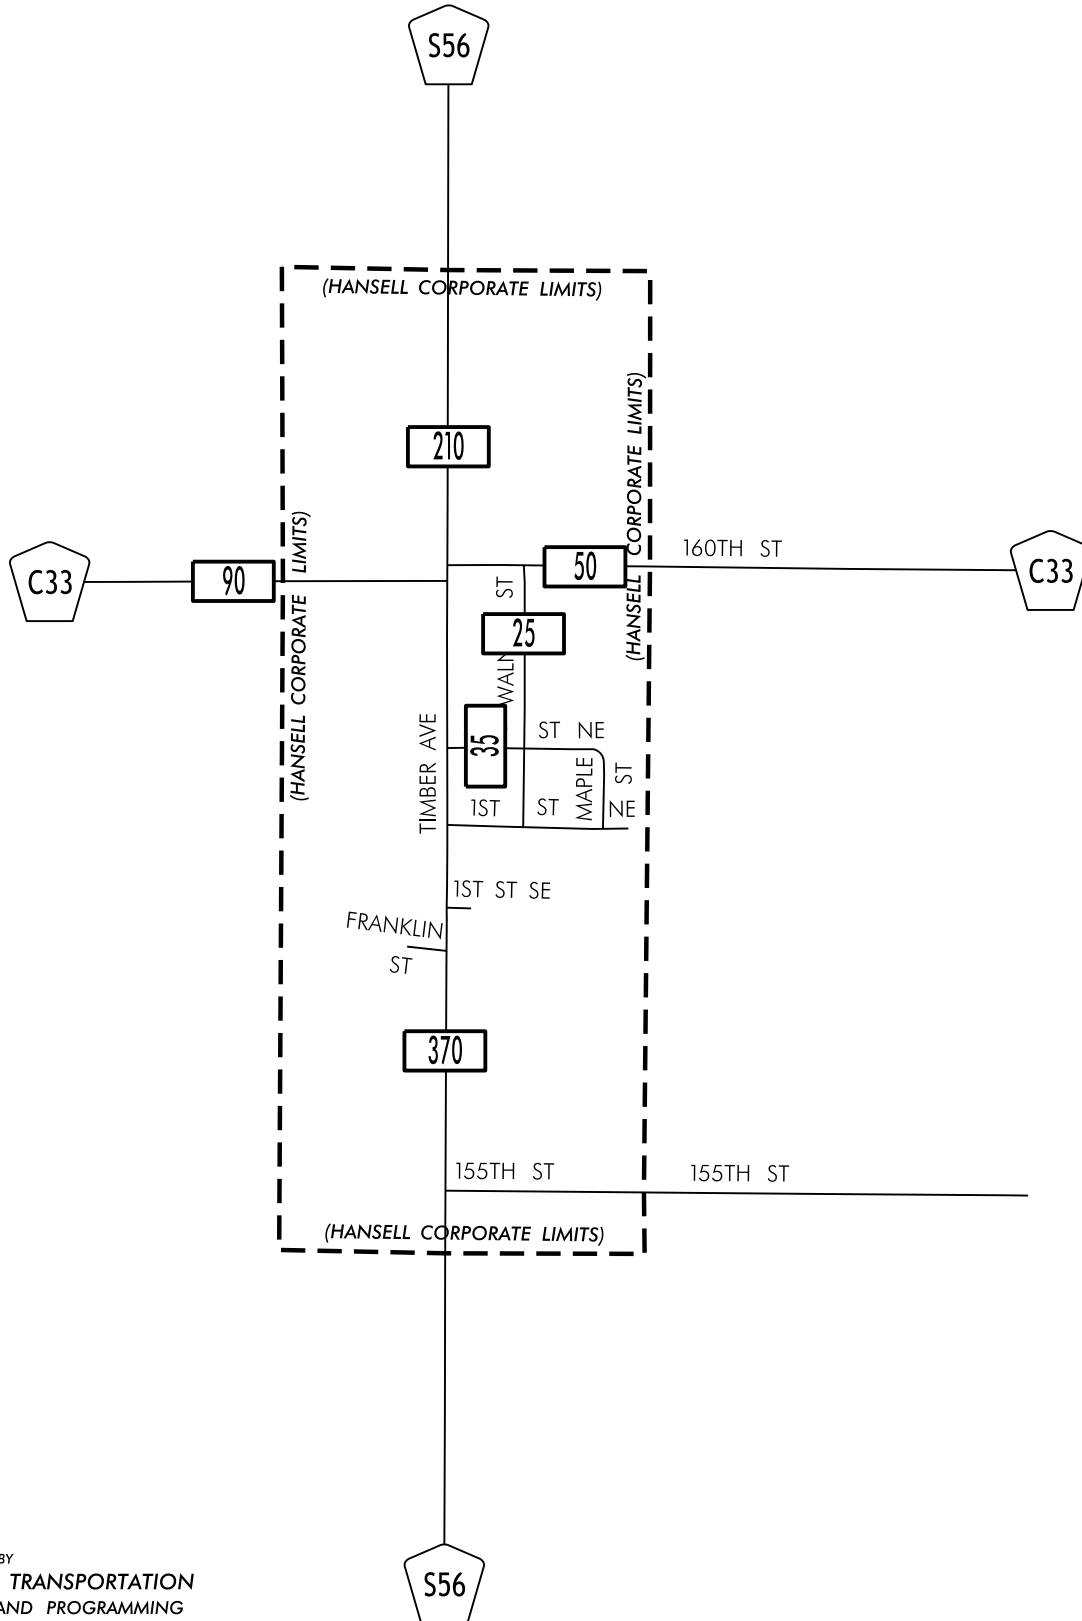 S56
(HANSELL CORPORATE LIMITS)
(HANSELL CORPORATE LIMITS)
210
(HANSELL CORPORATE LIMITS)
160TH ST
C33
90
50
C33
ST
25
35
ST NE
TIMBER AVE
MAPLE ST
1ST ST NE
1ST ST SE
FRANKLIN
ST
370
155TH ST
155TH ST
(HANSELL CORPORATE LIMITS)
BY
TRANSPORTATION
AND PROGRAMMING
S56